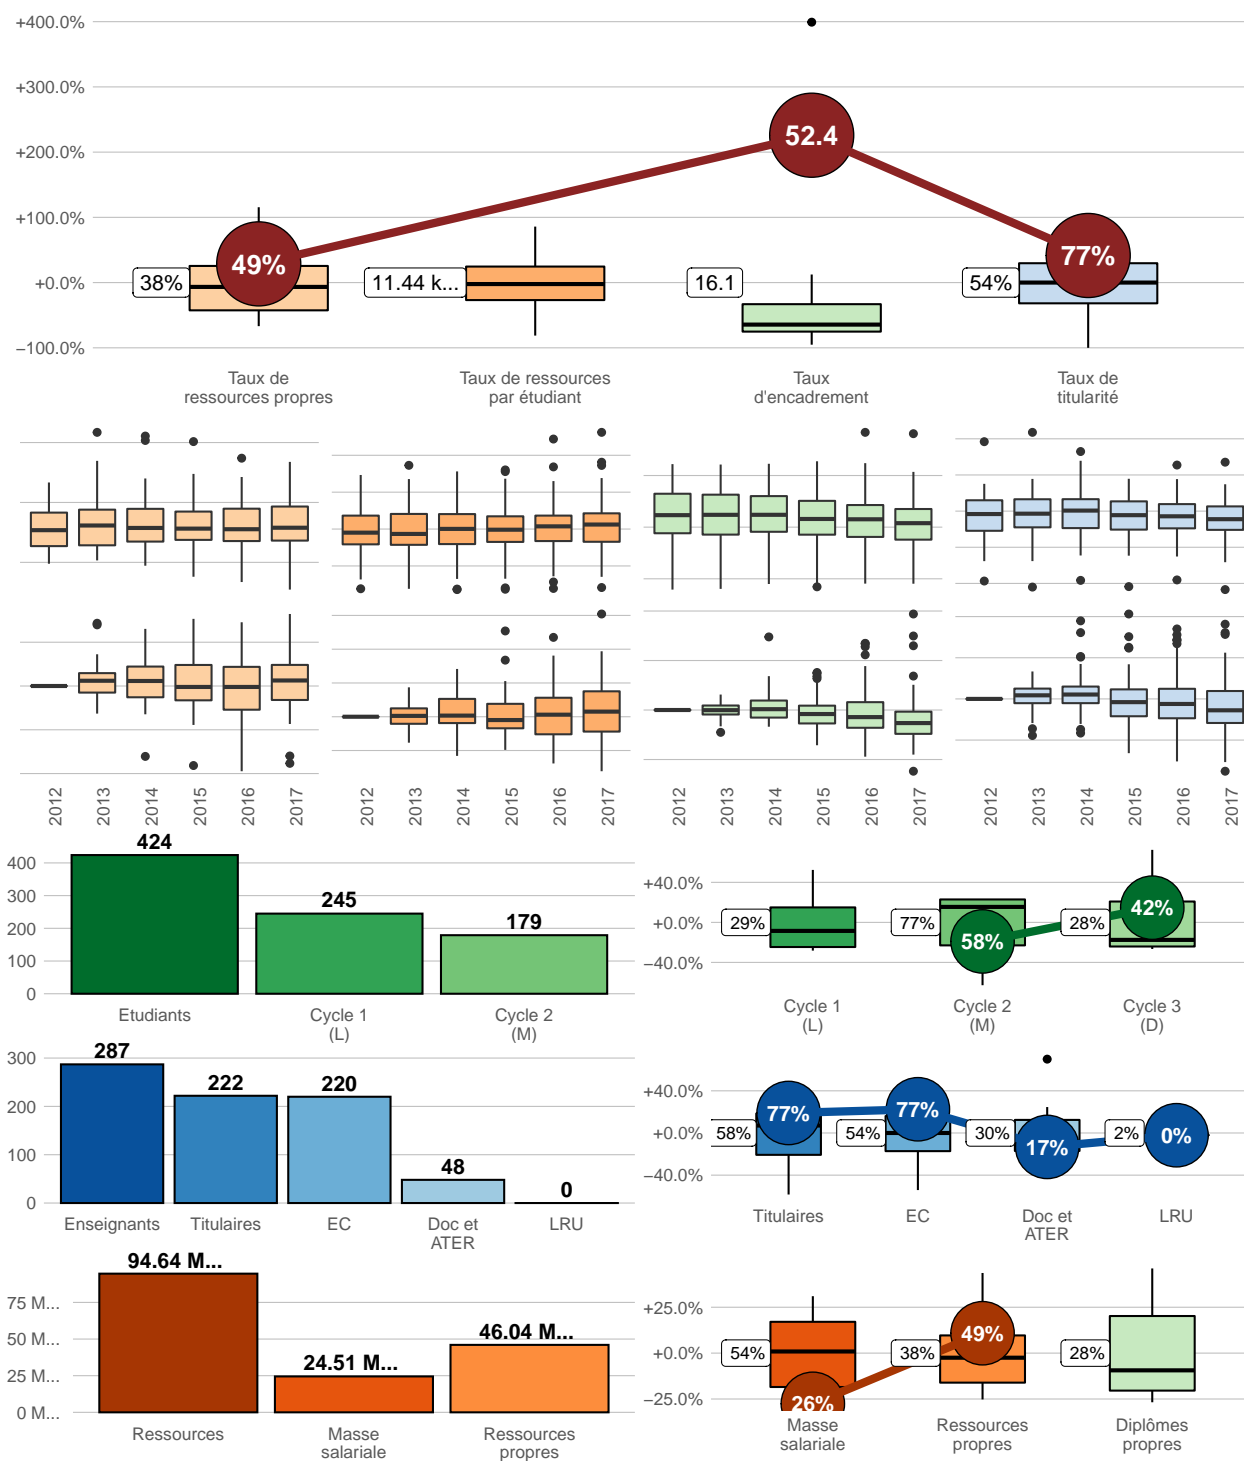 +400.0%
+300.0%
+200.0%
+100.0%
+0.0%
−100.0%
38%
49%
11.44 k...
16.1
52.4
54%
77%
Taux de
ressources propres
Taux de ressources
par étudiant
Taux
d'encadrement
Taux de
titularité
2012
2013
2014
2015
2016
2017
2012
2013
2014
2015
2016
2017
2012
2013
2014
2015
2016
2017
2012
2013
2014
2015
2016
2017
400
300
200
100
0
424
245
179
Etudiants
Cycle 1
(L)
Cycle 2
(M)
+40.0%
+0.0%
−40.0%
29%
77%
58%
28%
42%
Cycle 1
(L)
Cycle 2
(M)
Cycle 3
(D)
300
200
100
0
287
222
220
48
0
Enseignants
Titulaires
EC
Doc et
ATER
LRU
+40.0%
+0.0%
−40.0%
58%
77%
54%
77%
30%
17%
2%
0%
Titulaires
EC
Doc et
ATER
LRU
75 M...
50 M...
25 M...
0 M...
94.64 M...
24.51 M...
46.04 M...
Ressources
Masse
salariale
Ressources
propres
+25.0%
+0.0%
−25.0%
54%
26%
38%
49%
28%
Masse
salariale
Ressources
propres
Diplômes
propres